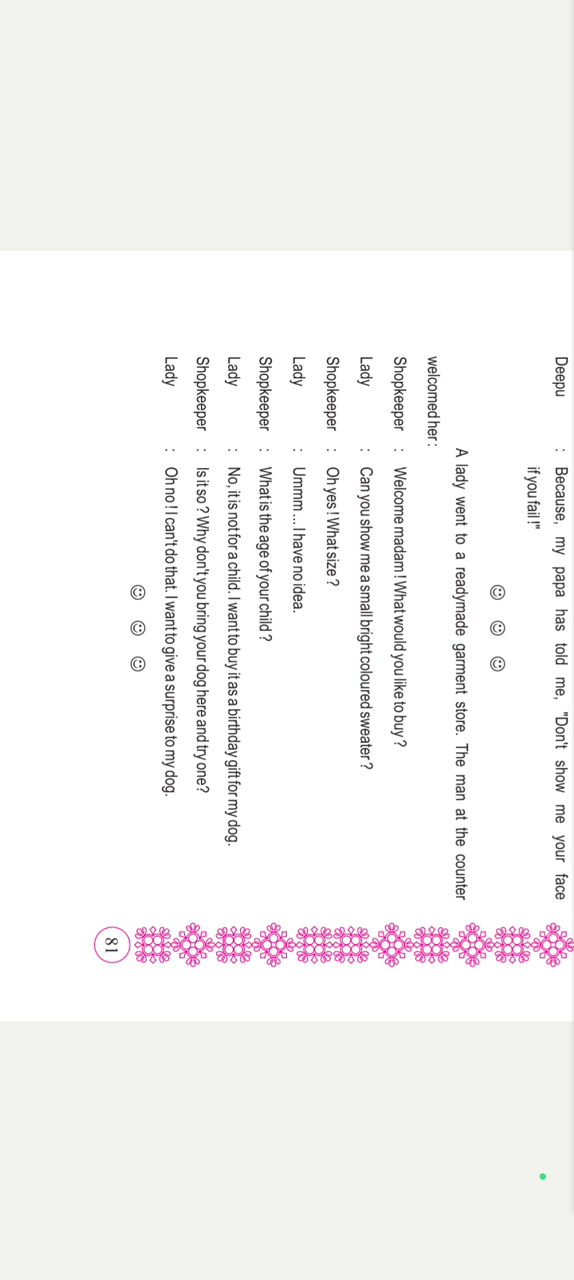 Deepu : Because, my papa has told me, "Don't show me your face
if you fail !"
☺ ☺ ☺
A lady went to a readymade garment store. The man at the counter
welcomed her :
Shopkeeper : Welcome madam ! What would you like to buy ?
Lady : Can you show me a small bright coloured sweater ?
Shopkeeper : Oh yes ! What size ?
Lady : Ummm ... I have no idea.
Shopkeeper : What is the age of your child ?
Lady : No, it is not for a child. I want to buy it as a birthday gift for my dog.
Shopkeeper : Is it so ? Why don't you bring your dog here and try one?
Lady : Oh no ! I can't do that. I want to give a surprise to my dog.
☺ ☺ ☺
81